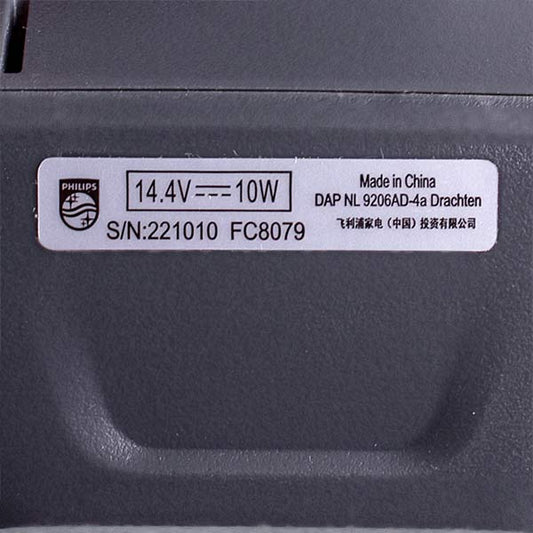 PHILIPS
14.4V⎓10W
S/N:221010 FC8079
Made in China
DAP NL 9206AD-4a Drachten
飞利浦家电（中国）投资有限公司